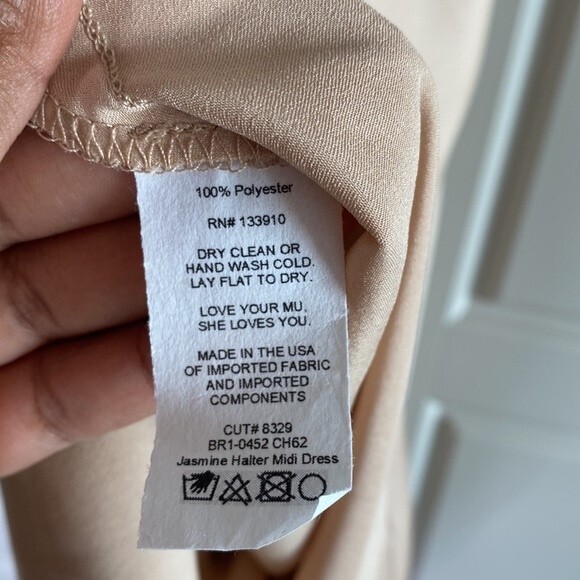 100% Polyester
RN# 133910
DRY CLEAN OR
HAND WASH COLD.
LAY FLAT TO DRY.
LOVE YOUR MU,
SHE LOVES YOU.
MADE IN THE USA
OF IMPORTED FABRIC
AND IMPORTED
COMPONENTS
CUT# 8329
BR1-0452 CH62
Jasmine Halter Midi Dress